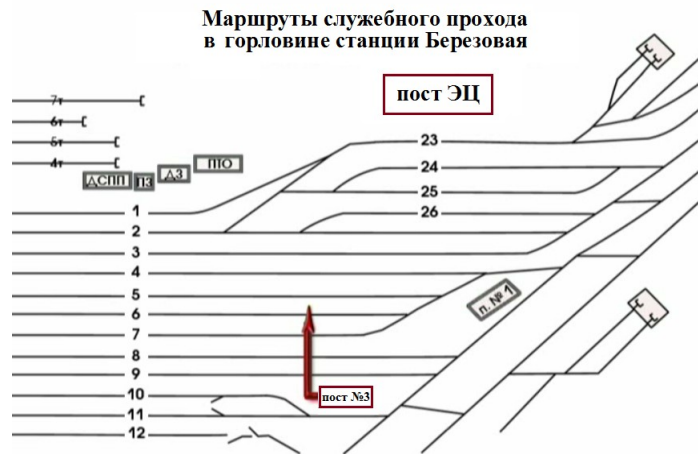 Маршруты служебного прохода
в горловине станции Березовая
пост ЭЦ
7т
6т
5т
4т
ДСПП
ПЗ
ДЗ
ПТО
23
24
25
26
1
2
3
4
5
6
7
8
9
10
11
12
п. № 1
пост №3